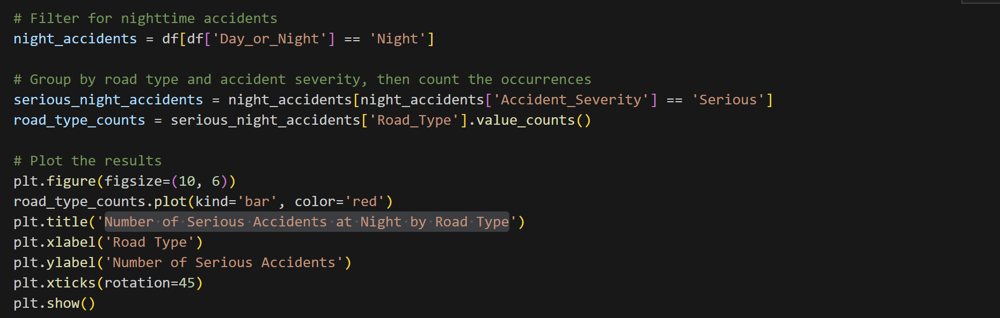 # Filter for nighttime accidents
night_accidents = df[df['Day_or_Night'] == 'Night']
# Group by road type and accident severity, then count the occurrences
serious_night_accidents = night_accidents[night_accidents['Accident_Severity'] == 'Serious']
road_type_counts = serious_night_accidents['Road_Type'].value_counts()
# Plot the results
plt.figure(figsize=(10, 6))
road_type_counts.plot(kind='bar', color='red')
plt.title('Number of Serious Accidents at Night by Road Type')
plt.xlabel('Road Type')
plt.ylabel('Number of Serious Accidents')
plt.xticks(rotation=45)
plt.show()